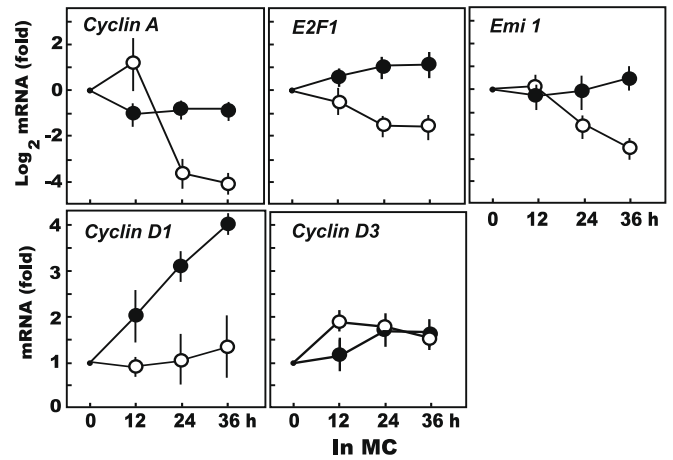 Cyclin A
E2F1
Emi 1
Log2 mRNA (fold)
2
0
-2
-4
0 12 24 36 h
Cyclin D1
Cyclin D3
mRNA (fold)
4
3
2
1
0
0 12 24 36 h
0 12 24 36 h
In MC